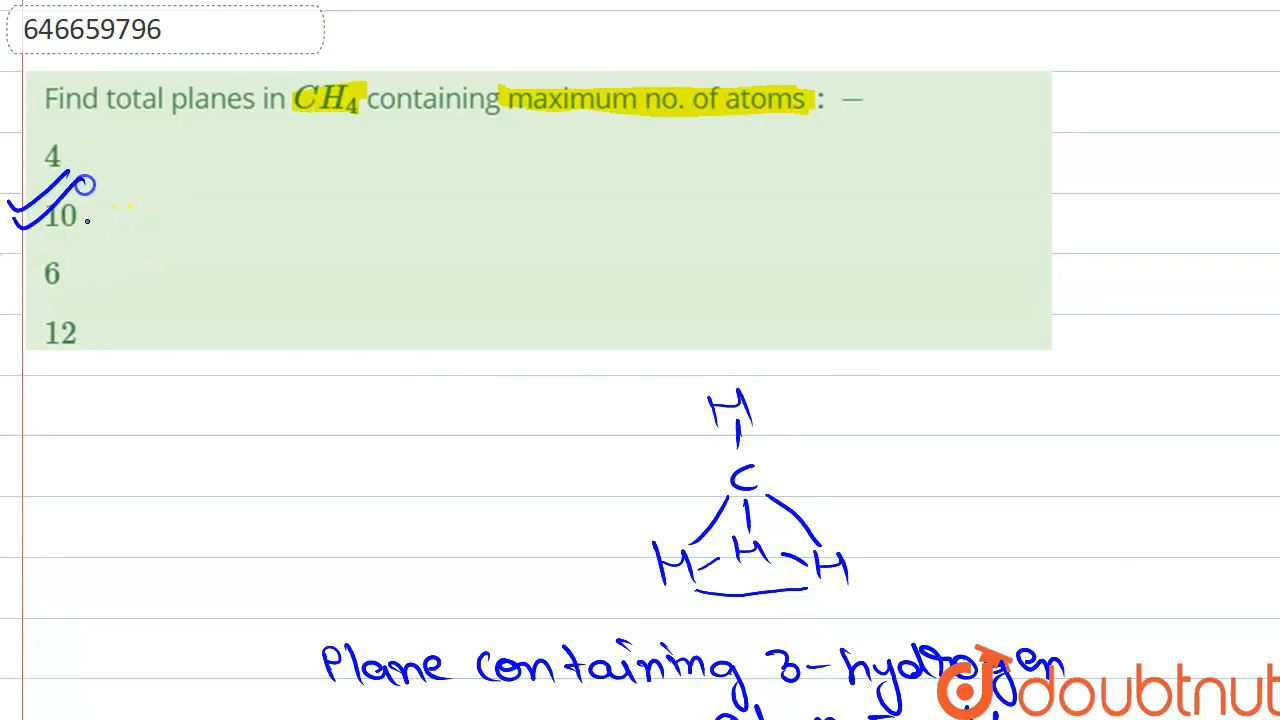 646659796
Find total planes in CH₄ containing maximum no. of atoms : —
4
10 .
6
12
H
C
H H H
Plane containing 3-hydrogen
doubtnut